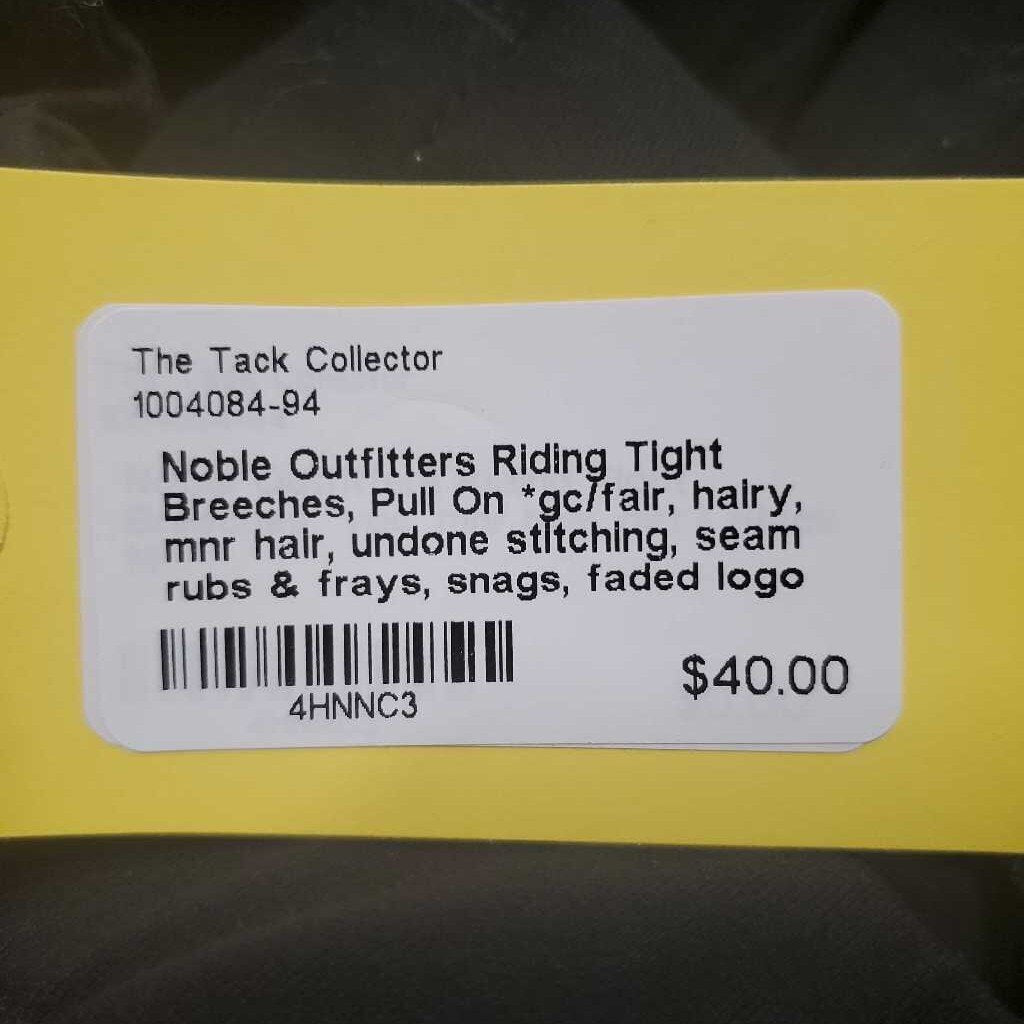 The Tack Collector
1004084-94
Noble Outfitters Riding Tight
Breeches, Pull On *gc/fair, hairy,
mnr hair, undone stitching, seam
rubs & frays, snags, faded logo
4HNNC3
$40.00